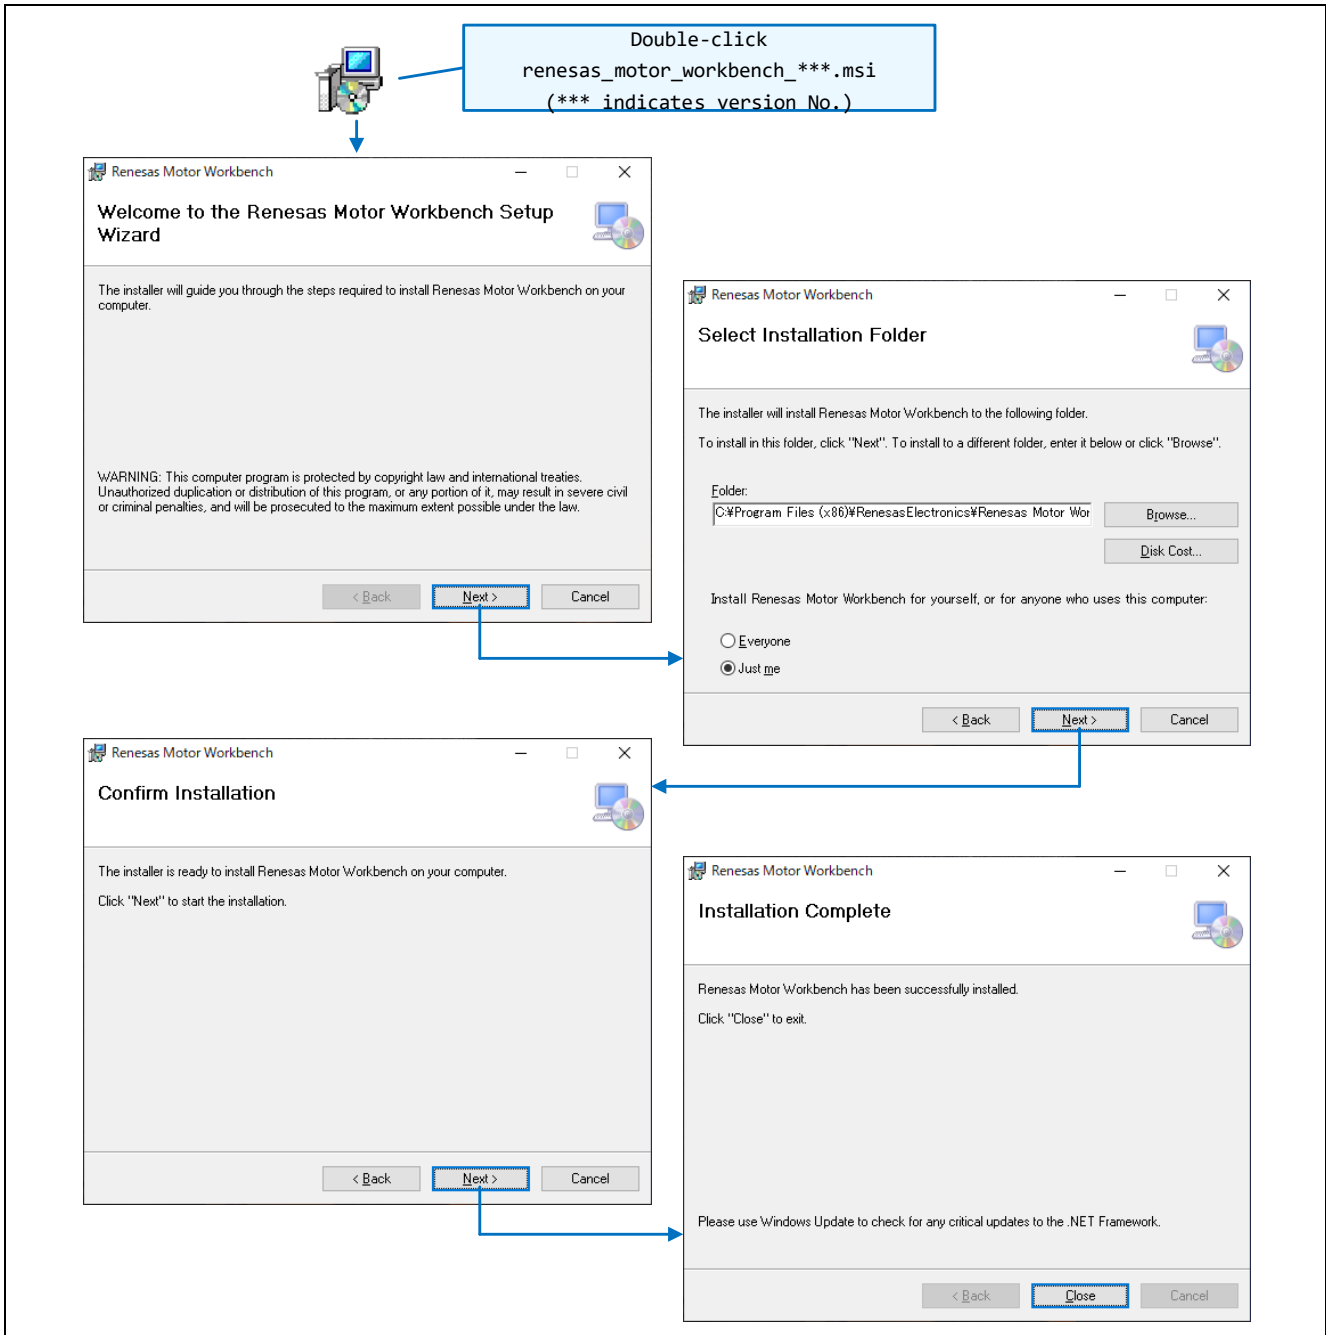 Double-click
renesas_motor_workbench_***.msi
(*** indicates version No.)
Renesas Motor Workbench
Welcome to the Renesas Motor Workbench Setup
Wizard
The installer will guide you through the steps required to install Renesas Motor Workbench on your
computer.
WARNING: This computer program is protected by copyright law and international treaties.
Unauthorized duplication or distribution of this program, or any portion of it, may result in severe civil
or criminal penalties, and will be prosecuted to the maximum extent possible under the law.
< Back
Next >
Cancel
Renesas Motor Workbench
Select Installation Folder
The installer will install Renesas Motor Workbench to the following folder.
To install in this folder, click "Next". To install to a different folder, enter it below or click "Browse".
Folder:
C:¥Program Files (x86)¥RenesasElectronics¥Renesas Motor Wor
Browse...
Disk Cost...
Install Renesas Motor Workbench for yourself, or for anyone who uses this computer:
Everyone
Just me
< Back
Next >
Cancel
Renesas Motor Workbench
Confirm Installation
The installer is ready to install Renesas Motor Workbench on your computer.
Click "Next" to start the installation.
< Back
Next >
Cancel
Renesas Motor Workbench
Installation Complete
Renesas Motor Workbench has been successfully installed.
Click "Close" to exit.
Please use Windows Update to check for any critical updates to the .NET Framework.
< Back
Close
Cancel